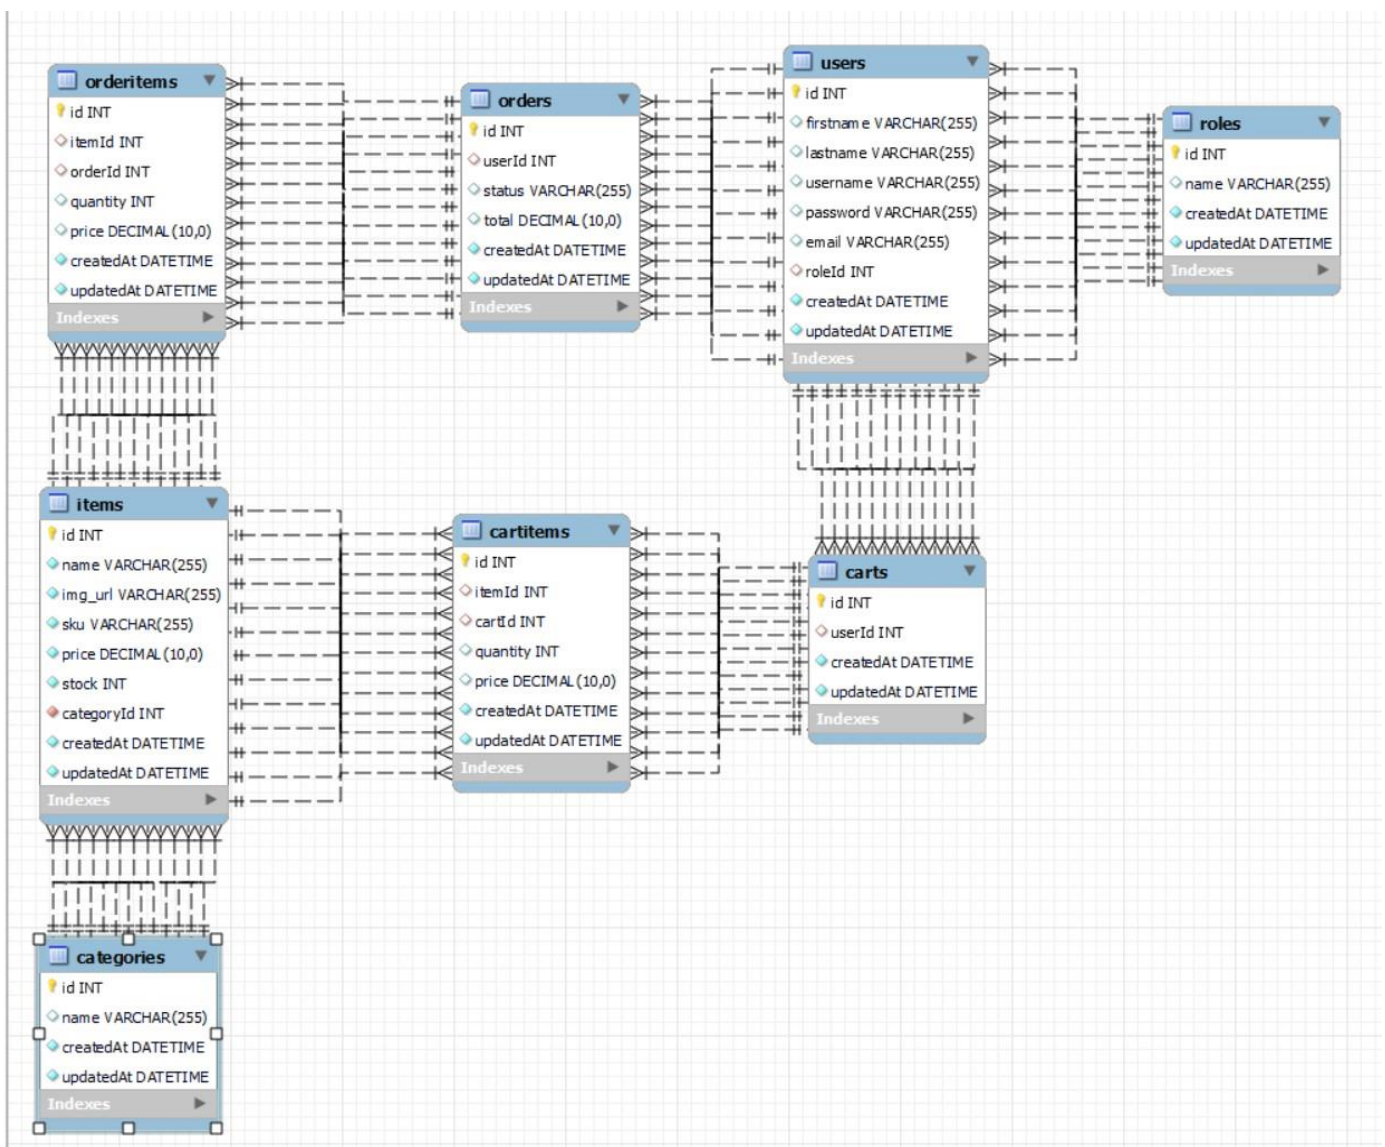 orderitems
id INT
itemId INT
orderId INT
quantity INT
price DECIMAL(10,0)
createdAt DATETIME
updatedAt DATETIME
Indexes
orders
id INT
userId INT
status VARCHAR(255)
total DECIMAL(10,0)
createdAt DATETIME
updatedAt DATETIME
Indexes
users
id INT
firstname VARCHAR(255)
lastname VARCHAR(255)
username VARCHAR(255)
password VARCHAR(255)
email VARCHAR(255)
roleId INT
createdAt DATETIME
updatedAt DATETIME
Indexes
roles
id INT
name VARCHAR(255)
createdAt DATETIME
updatedAt DATETIME
Indexes
items
id INT
name VARCHAR(255)
img_url VARCHAR(255)
sku VARCHAR(255)
price DECIMAL(10,0)
stock INT
categoryId INT
createdAt DATETIME
updatedAt DATETIME
Indexes
cartitems
id INT
itemId INT
cartId INT
quantity INT
price DECIMAL(10,0)
createdAt DATETIME
updatedAt DATETIME
Indexes
carts
id INT
userId INT
createdAt DATETIME
updatedAt DATETIME
Indexes
categories
id INT
name VARCHAR(255)
createdAt DATETIME
updatedAt DATETIME
Indexes